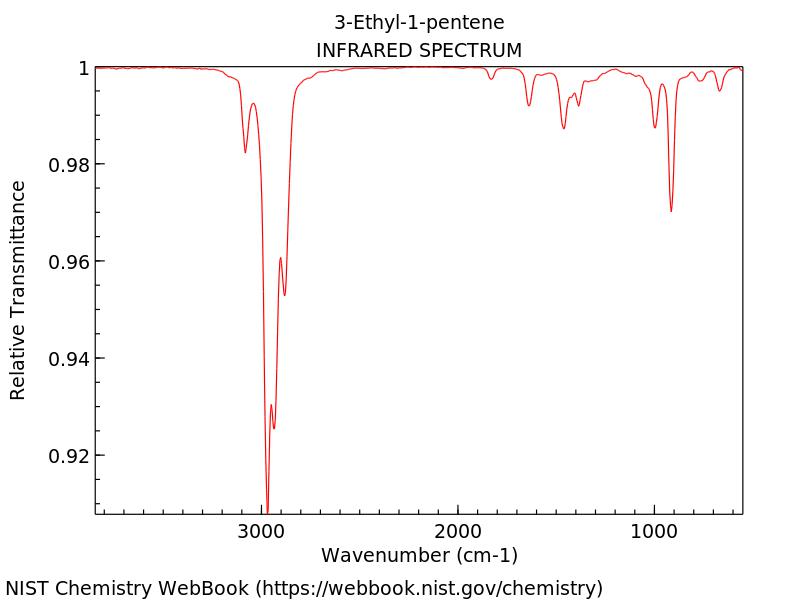 3-Ethyl-1-pentene
INFRARED SPECTRUM
1
0.98
0.96
0.94
0.92
Relative Transmittance
3000 2000 1000
Wavenumber (cm-1)
NIST Chemistry WebBook (https://webbook.nist.gov/chemistry)